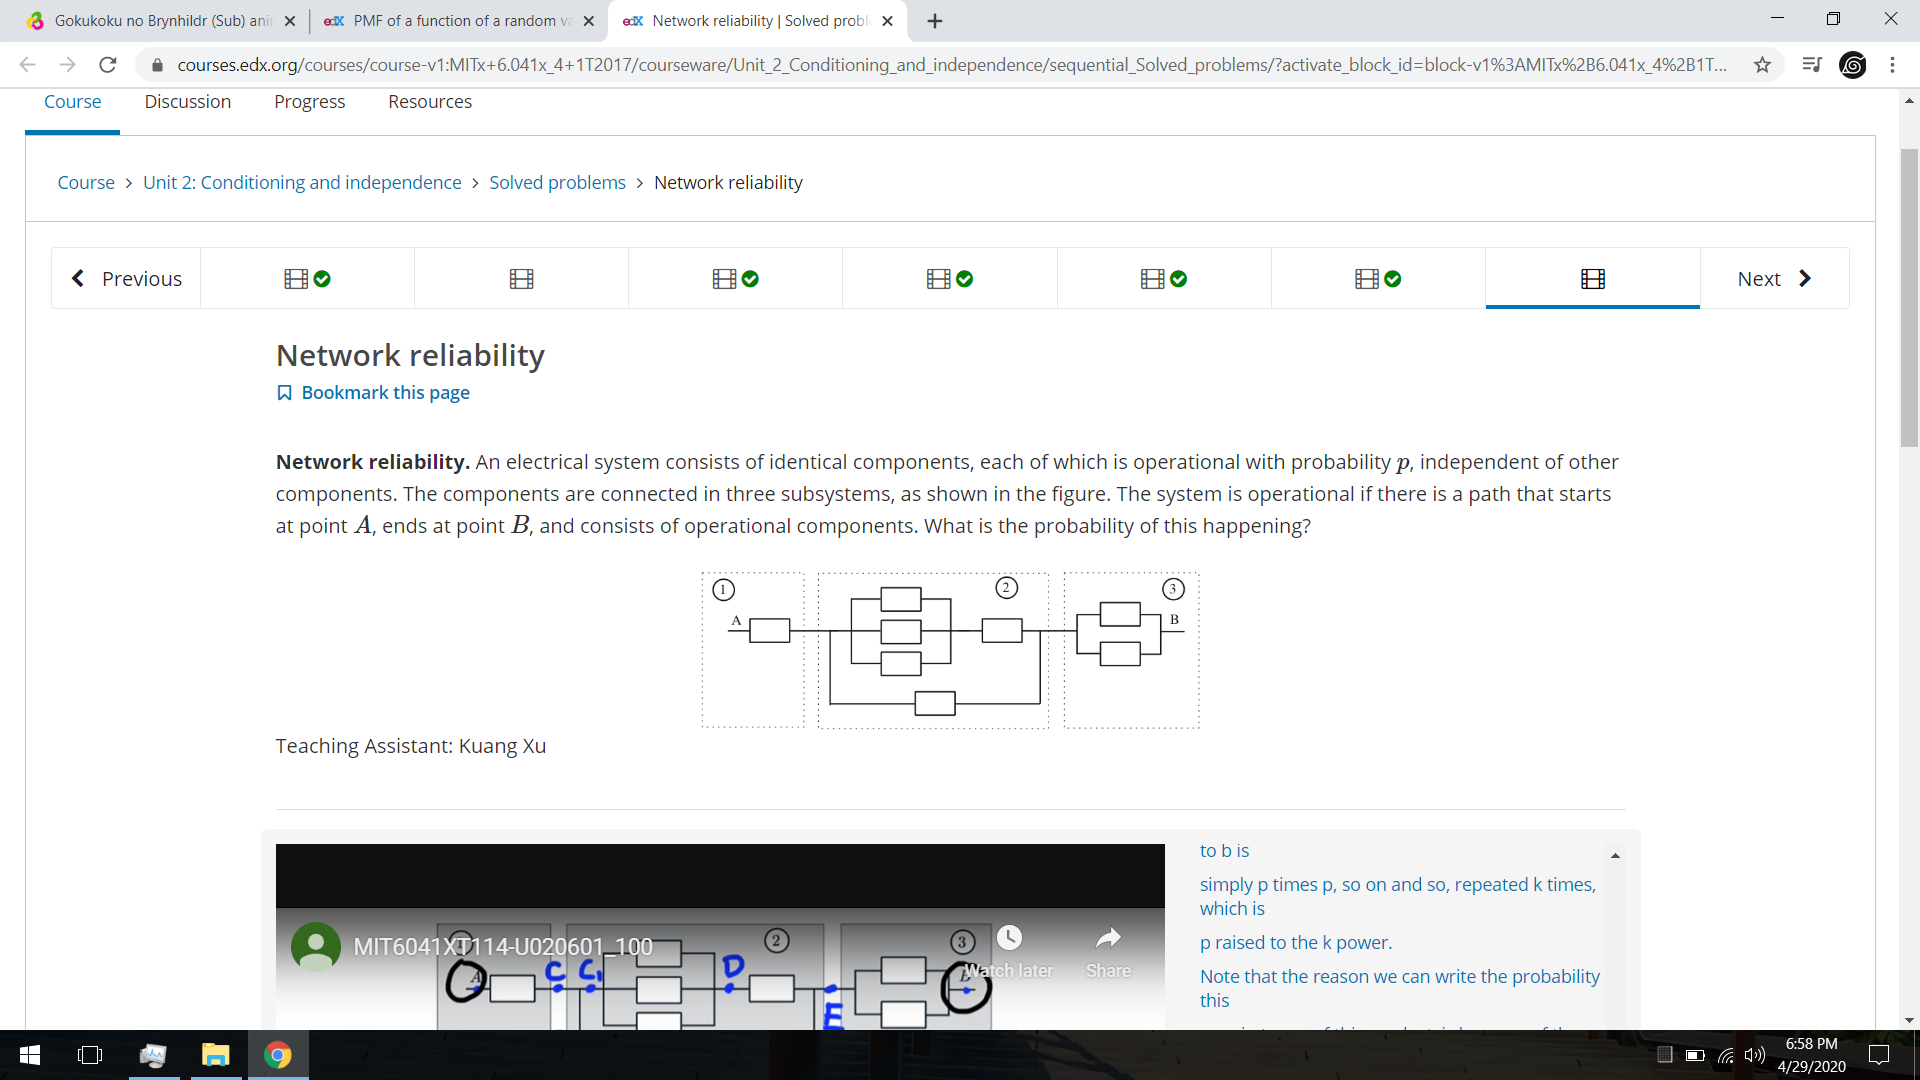 Gokukoku no Brynhildr (Sub) ani
edX PMF of a function of a random va
edX Network reliability | Solved probl
courses.edx.org/courses/course-v1:MITx+6.041x_4+1T2017/courseware/Unit_2_Conditioning_and_independence/sequential_Solved_problems/?activate_block_id=block-v1%3AMITx%2B6.041x_4%2B1T...
Course Discussion Progress Resources
Course > Unit 2: Conditioning and independence > Solved problems > Network reliability
Previous
Next
Network reliability
Bookmark this page
Network reliability. An electrical system consists of identical components, each of which is operational with probability p, independent of other
components. The components are connected in three subsystems, as shown in the figure. The system is operational if there is a path that starts
at point A, ends at point B, and consists of operational components. What is the probability of this happening?
1 2 3
A B
Teaching Assistant: Kuang Xu
to b is
simply p times p, so on and so, repeated k times,
which is
p raised to the k power.
Note that the reason we can write the probability
this
MIT6041XT114-U020601_100
2 3
Watch later Share
A C C1 D B
E
6:58 PM
4/29/2020